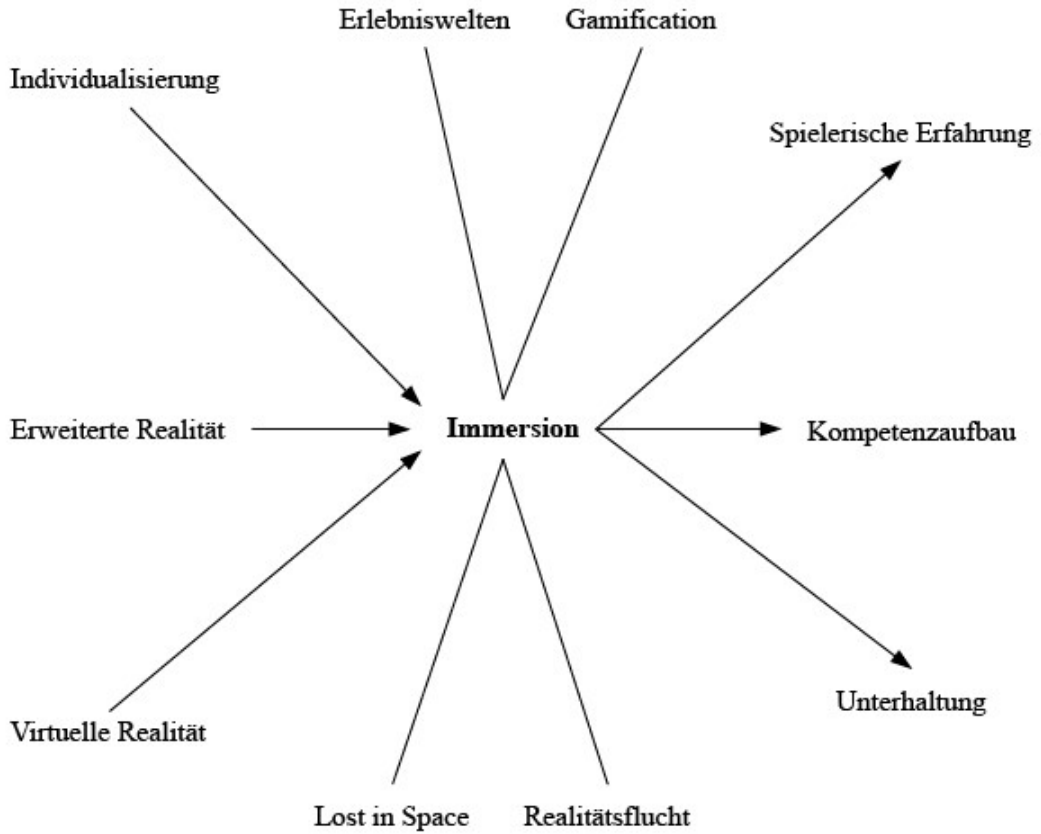 Erlebniswelten
Gamification
Individualisierung
Spielerische Erfahrung
Erweiterte Realität
Immersion
Kompetenzaufbau
Virtuelle Realität
Unterhaltung
Lost in Space
Realitätsflucht